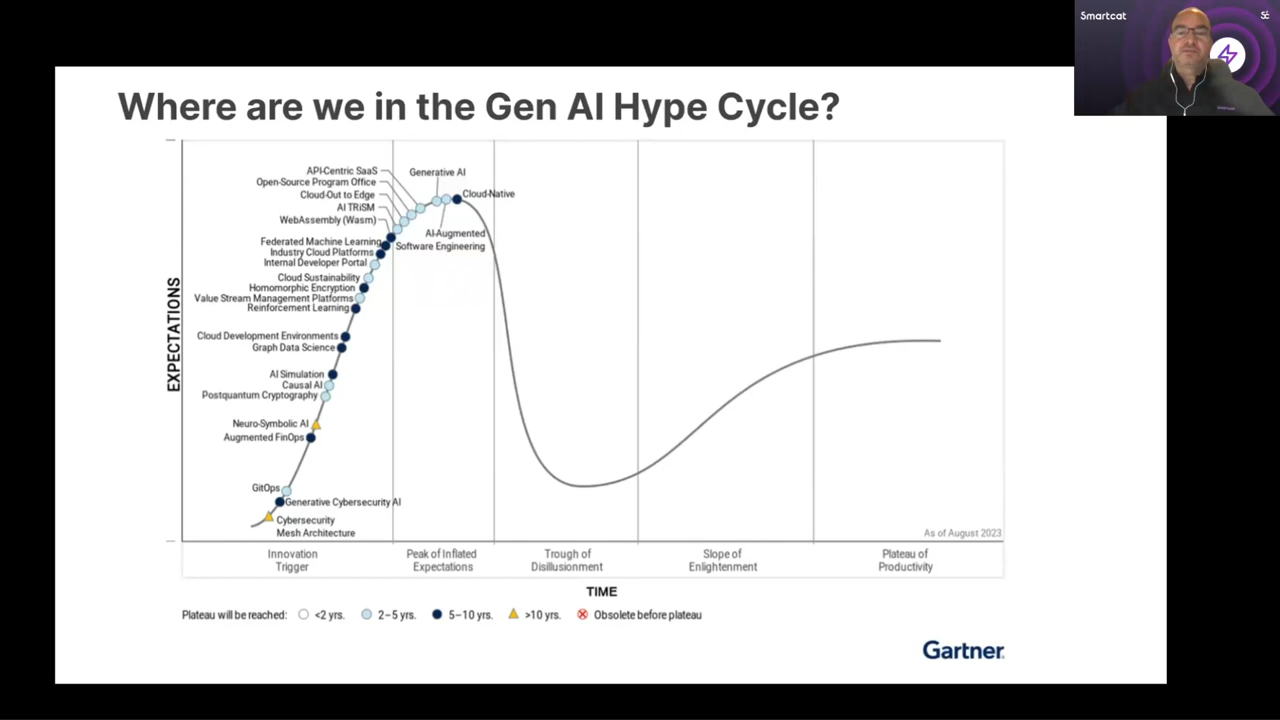 Smartcat
Where are we in the Gen AI Hype Cycle?
EXPECTATIONS
API-Centric SaaS
Open-Source Program Office
Cloud-Out to Edge
AI TRiSM
WebAssembly (Wasm)
Federated Machine Learning
Industry Cloud Platforms
Internal Developer Portal
Cloud Sustainability
Homomorphic Encryption
Value Stream Management Platforms
Reinforcement Learning
Cloud Development Environments
Graph Data Science
AI Simulation
Causal AI
Postquantum Cryptography
Neuro-Symbolic AI
Augmented FinOps
GitOps
Generative Cybersecurity AI
Cybersecurity
Mesh Architecture
Generative AI
Cloud-Native
AI-Augmented
Software Engineering
As of August 2023
Innovation
Trigger
Peak of Inflated
Expectations
Trough of
Disillusionment
Slope of
Enlightenment
Plateau of
Productivity
TIME
Plateau will be reached: <2 yrs. 2–5 yrs. 5–10 yrs. >10 yrs. Obsolete before plateau
Gartner